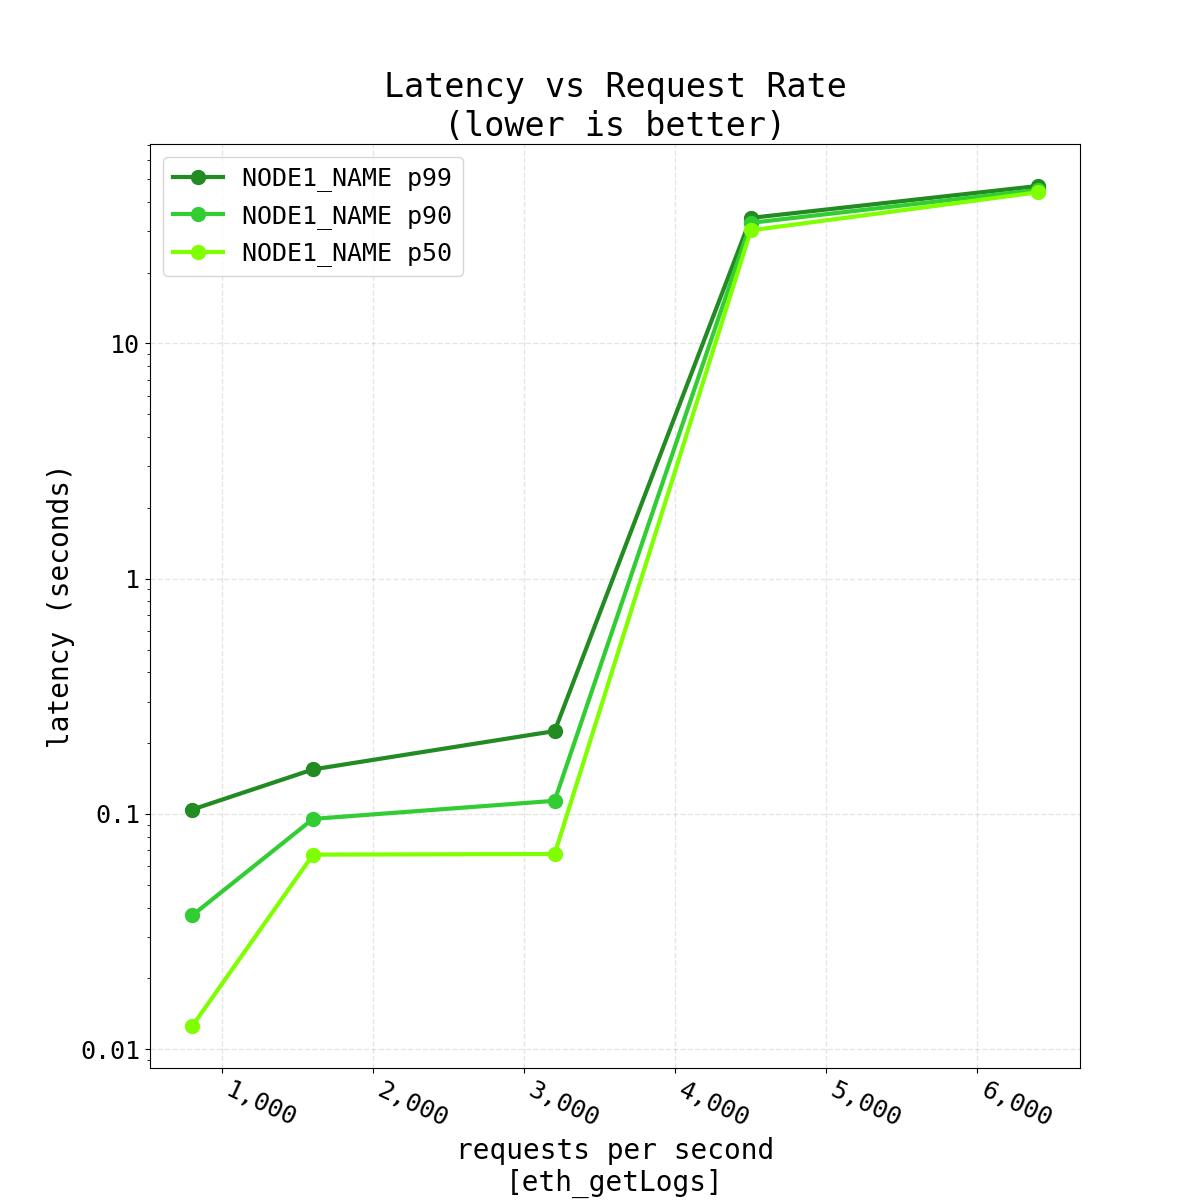 Latency vs Request Rate
(lower is better)
NODE1_NAME p99
NODE1_NAME p90
NODE1_NAME p50
latency (seconds)
10
1
0.1
0.01
1,000
2,000
3,000
4,000
5,000
6,000
requests per second
[eth_getLogs]